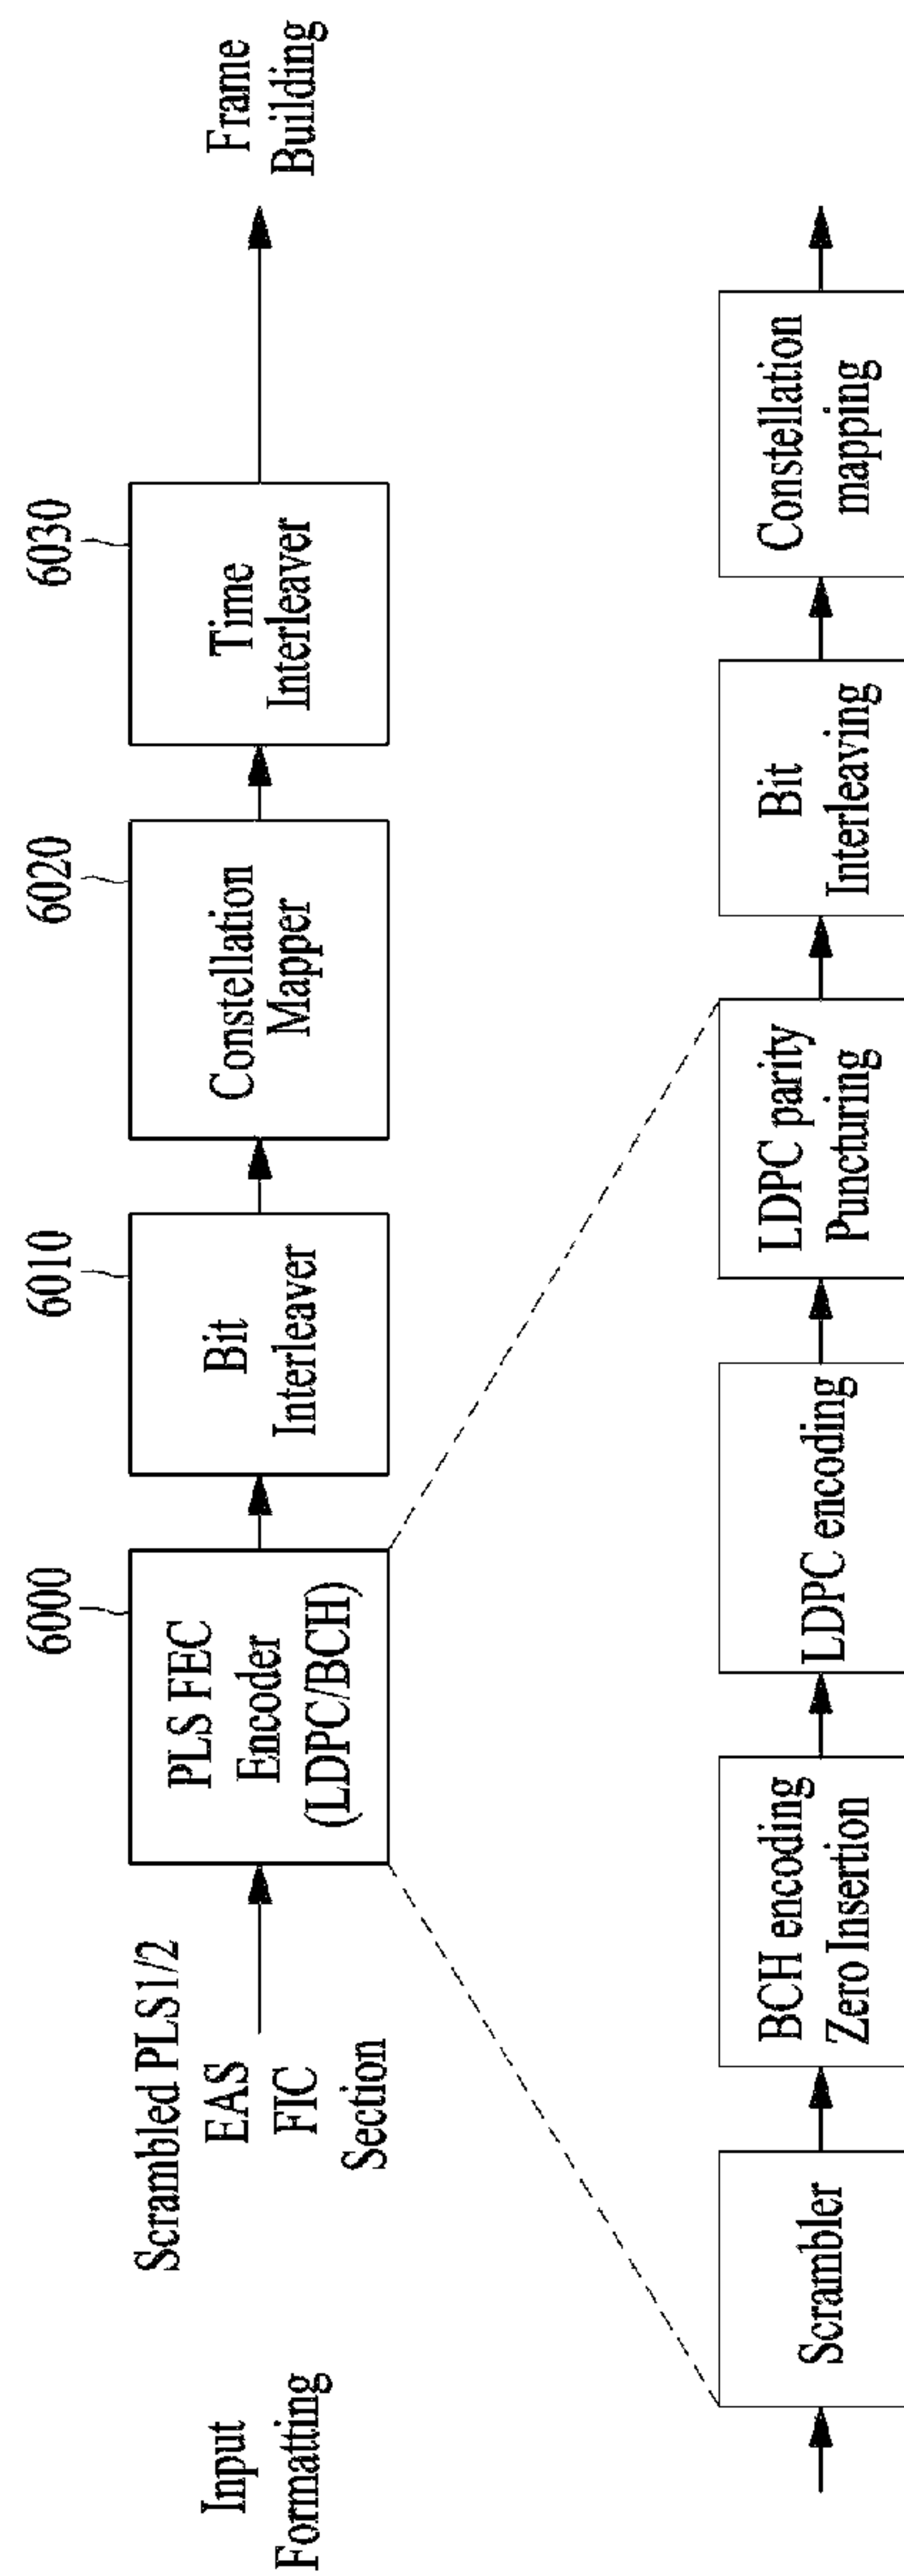 Input
Formatting
Scrambled PLS1/2
EAS
FIC
Section
6000
PLS FEC
Encoder
(LDPC/BCH)
6010
Bit
Interleaver
6020
Constellation
Mapper
6030
Time
Interleaver
Frame
Building
Scrambler
BCH encoding
Zero Insertion
LDPC encoding
LDPC parity
Puncturing
Bit
Interleaving
Constellation
mapping